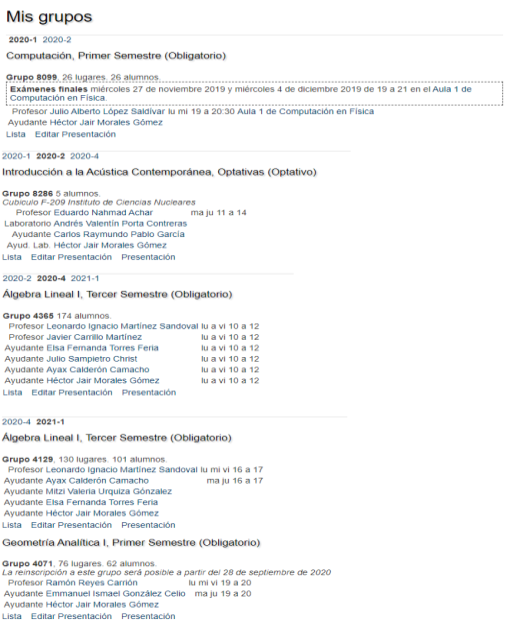 Mis grupos
2020-1 2020-2
Computación, Primer Semestre (Obligatorio)
Grupo 8099, 26 lugares. 26 alumnos.
Exámenes finales miércoles 27 de noviembre 2019 y miércoles 4 de diciembre 2019 de 19 a 21 en el Aula 1 de
Computación en Física.
Profesor Julio Alberto López Saldívar lu mi 19 a 20:30 Aula 1 de Computación en Física
Ayudante Héctor Jair Morales Gómez
Lista Editar Presentación
2020-1 2020-2 2020-4
Introducción a la Acústica Contemporánea, Optativas (Optativo)
Grupo 8286 5 alumnos.
Cubículo F-209 Instituto de Ciencias Nucleares
Profesor Eduardo Nahmad Achar ma ju 11 a 14
Laboratorio Andrés Valentín Porta Contreras
Ayudante Carlos Raymundo Pablo García
Ayud. Lab. Héctor Jair Morales Gómez
Lista Editar Presentación Presentación
2020-2 2020-4 2021-1
Álgebra Lineal I, Tercer Semestre (Obligatorio)
Grupo 4365 174 alumnos.
Profesor Leonardo Ignacio Martínez Sandoval lu a vi 10 a 12
Profesor Javier Carrillo Martínez lu a vi 10 a 12
Ayudante Elsa Fernanda Torres Feria lu a vi 10 a 12
Ayudante Julio Sampietro Christ lu a vi 10 a 12
Ayudante Ayax Calderón Camacho lu a vi 10 a 12
Ayudante Héctor Jair Morales Gómez lu a vi 10 a 12
Lista Editar Presentación Presentación
2020-4 2021-1
Álgebra Lineal I, Tercer Semestre (Obligatorio)
Grupo 4129, 130 lugares. 101 alumnos.
Profesor Leonardo Ignacio Martínez Sandoval lu mi vi 16 a 17
Ayudante Ayax Calderón Camacho ma ju 16 a 17
Ayudante Mitzi Valeria Urquiza Gónzalez
Ayudante Elsa Fernanda Torres Feria
Ayudante Héctor Jair Morales Gómez
Lista Editar Presentación Presentación
Geometría Analítica I, Primer Semestre (Obligatorio)
Grupo 4071, 76 lugares. 62 alumnos.
La reinscripción a este grupo será posible a partir del 28 de septiembre de 2020
Profesor Ramón Reyes Carrión lu mi vi 19 a 20
Ayudante Emmanuel Ismael González Celio ma ju 19 a 20
Ayudante Héctor Jair Morales Gómez
Lista Editar Presentación Presentación